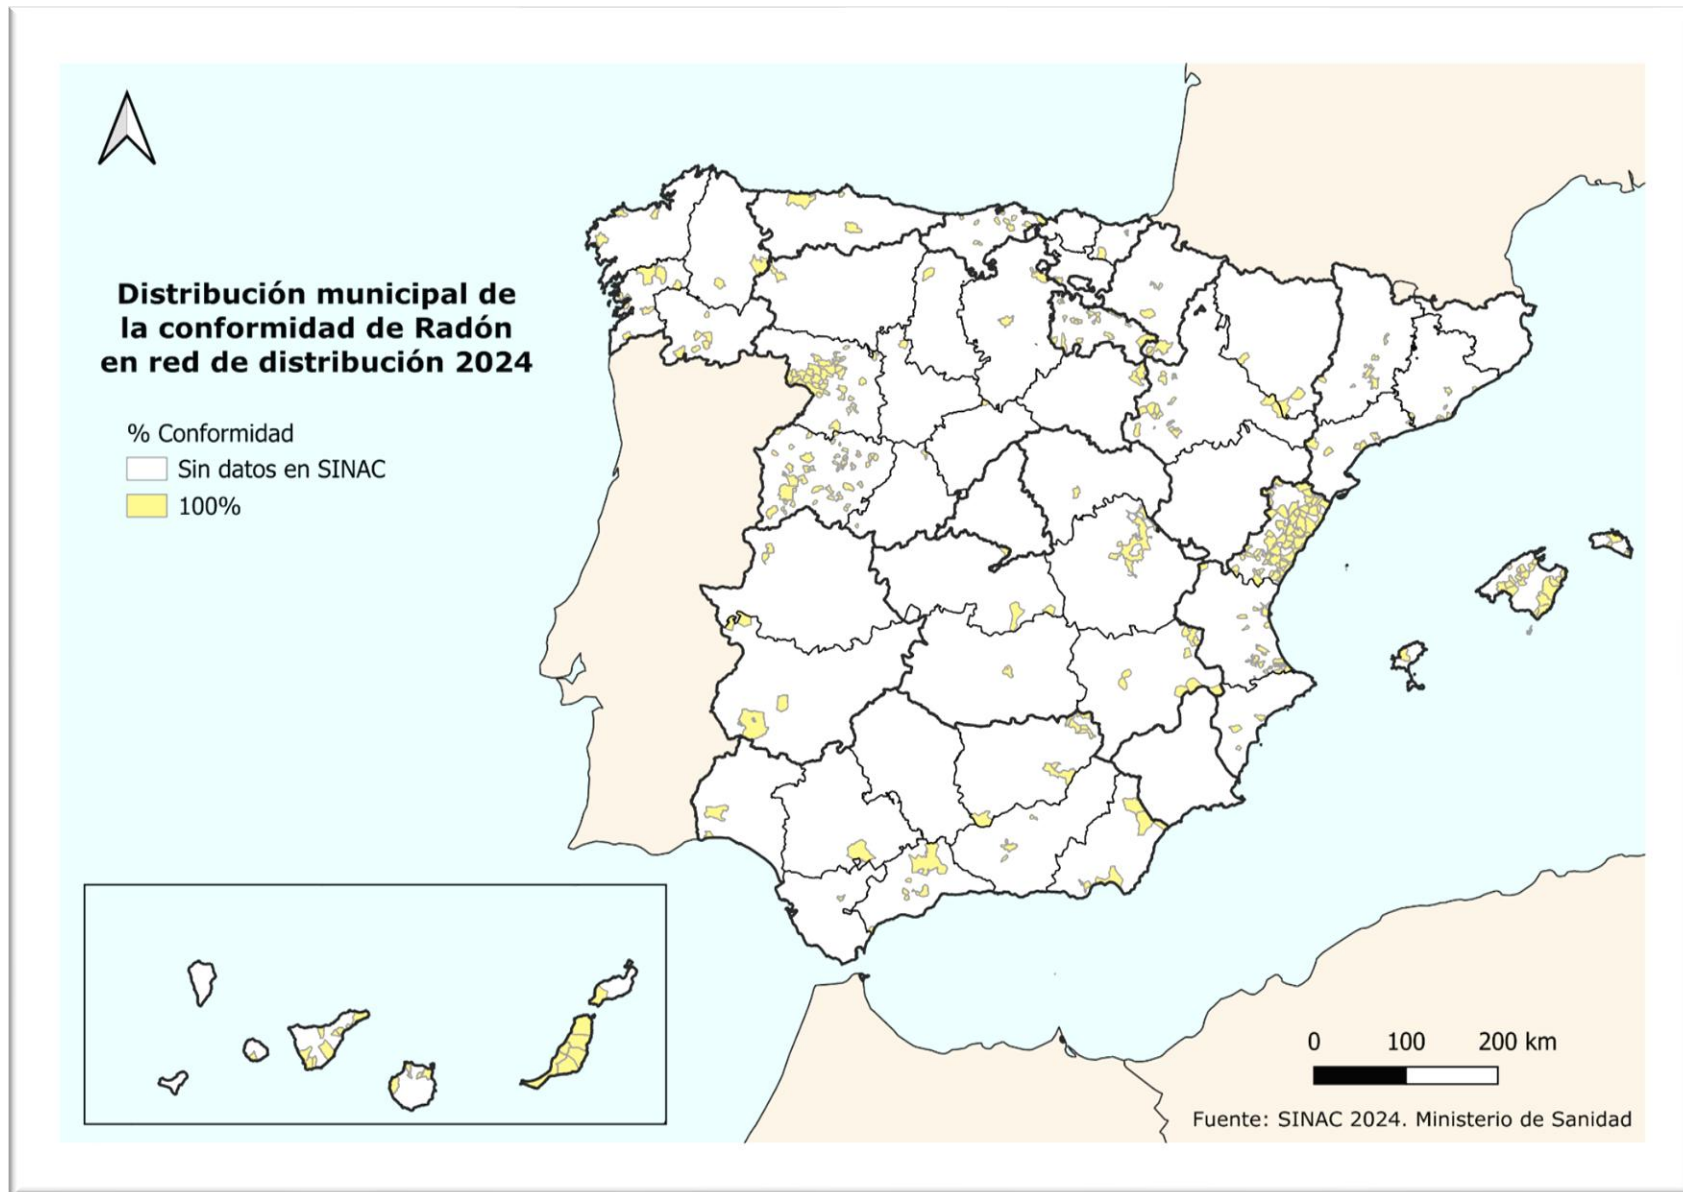 Distribución municipal de
la conformidad de Radón
en red de distribución 2024
% Conformidad
Sin datos en SINAC
100%
0 100 200 km
Fuente: SINAC 2024. Ministerio de Sanidad